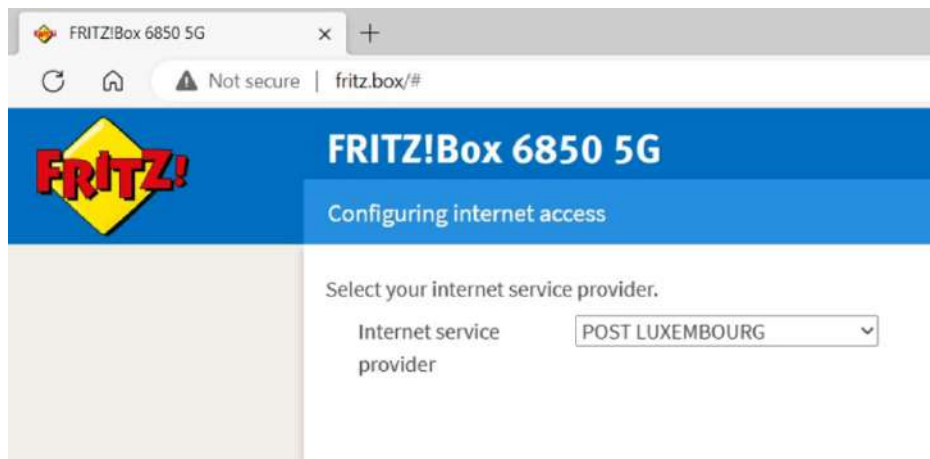 FRITZ!Box 6850 5G
Not secure | fritz.box/#
FRITZ!
FRITZ!Box 6850 5G
Configuring internet access
Select your internet service provider.
Internet service provider
POST LUXEMBOURG